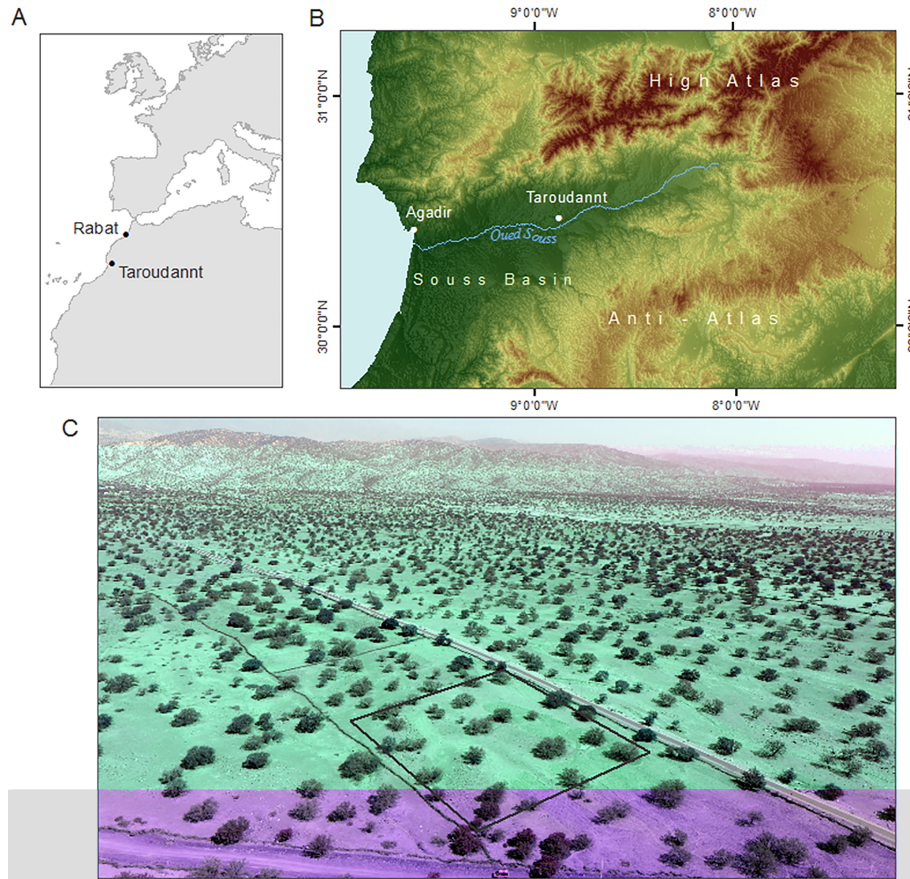 A
Rabat
Taroudannt
B
9°0'0"W
8°0'0"W
31°0'0"N
30°0'0"N
High Atlas
Taroudannt
Agadir
Oued Souss
Souss Basin
Anti - Atlas
9°0'0"W
8°0'0"W
C